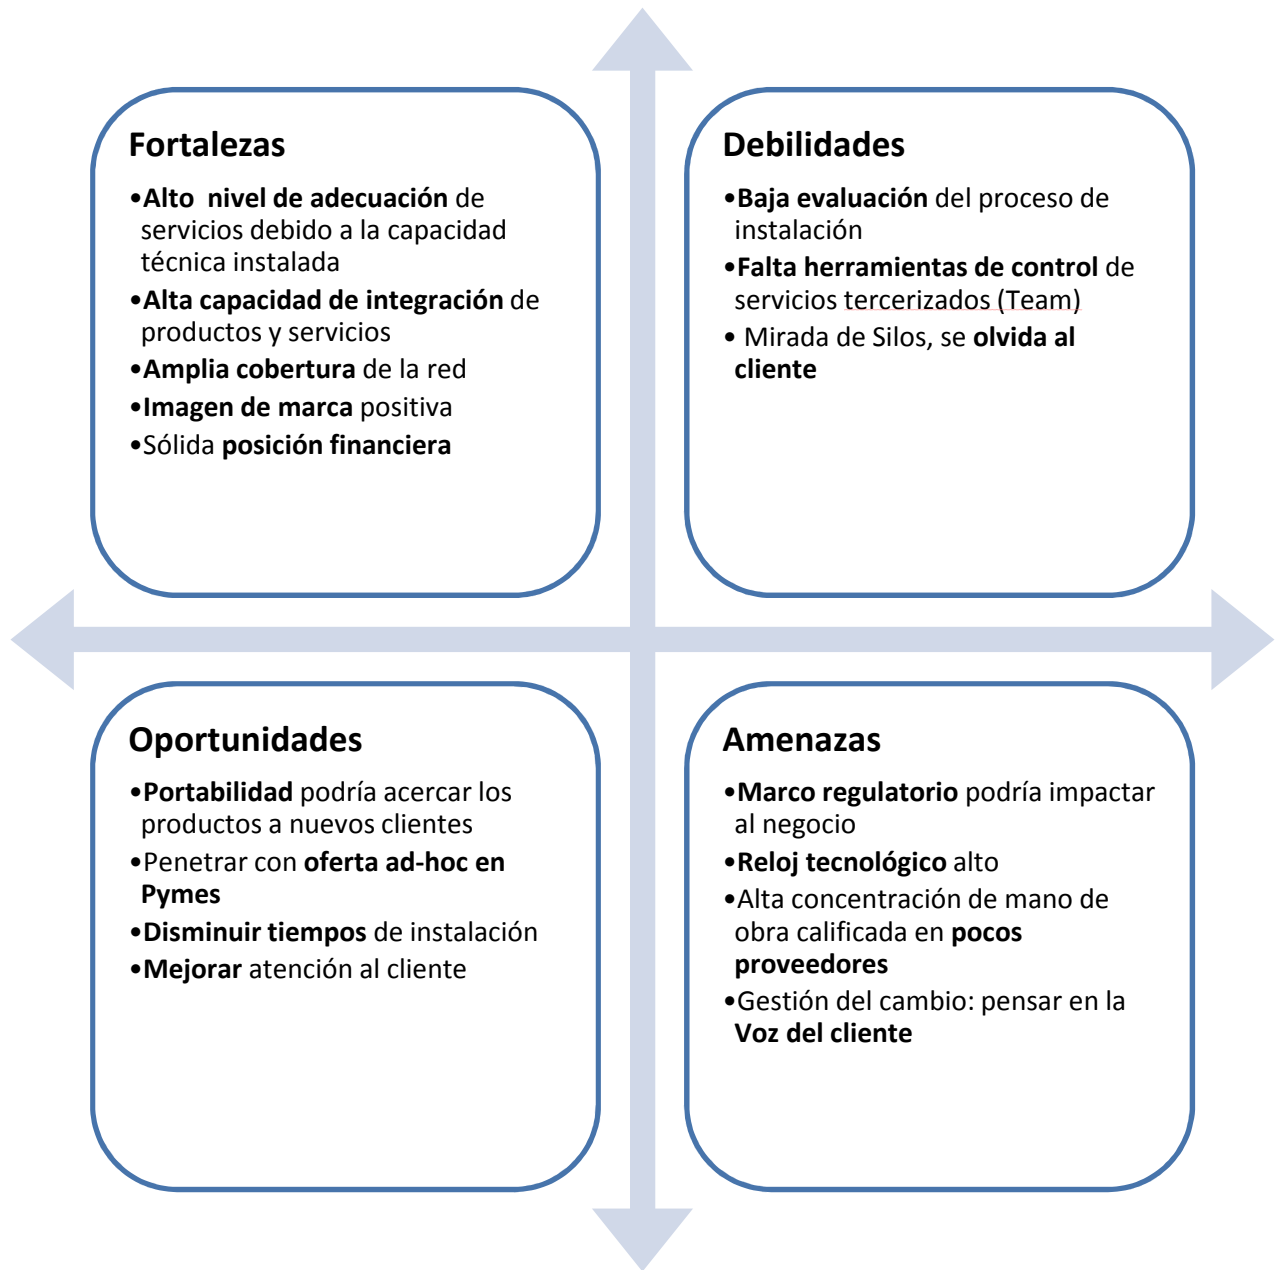 Fortalezas
•Alto  nivel de adecuación de
servicios debido a la capacidad
técnica instalada
•Alta capacidad de integración de
productos y servicios
•Amplia cobertura de la red
•Imagen de marca positiva
•Sólida posición financiera
Debilidades
•Baja evaluación del proceso de
instalación
•Falta herramientas de control de
servicios tercerizados (Team)
• Mirada de Silos, se olvida al
cliente
Oportunidades
•Portabilidad podría acercar los
productos a nuevos clientes
•Penetrar con oferta ad-hoc en
Pymes
•Disminuir tiempos de instalación
•Mejorar atención al cliente
Amenazas
•Marco regulatorio podría impactar
al negocio
•Reloj tecnológico alto
•Alta concentración de mano de
obra calificada en pocos
proveedores
•Gestión del cambio: pensar en la
Voz del cliente